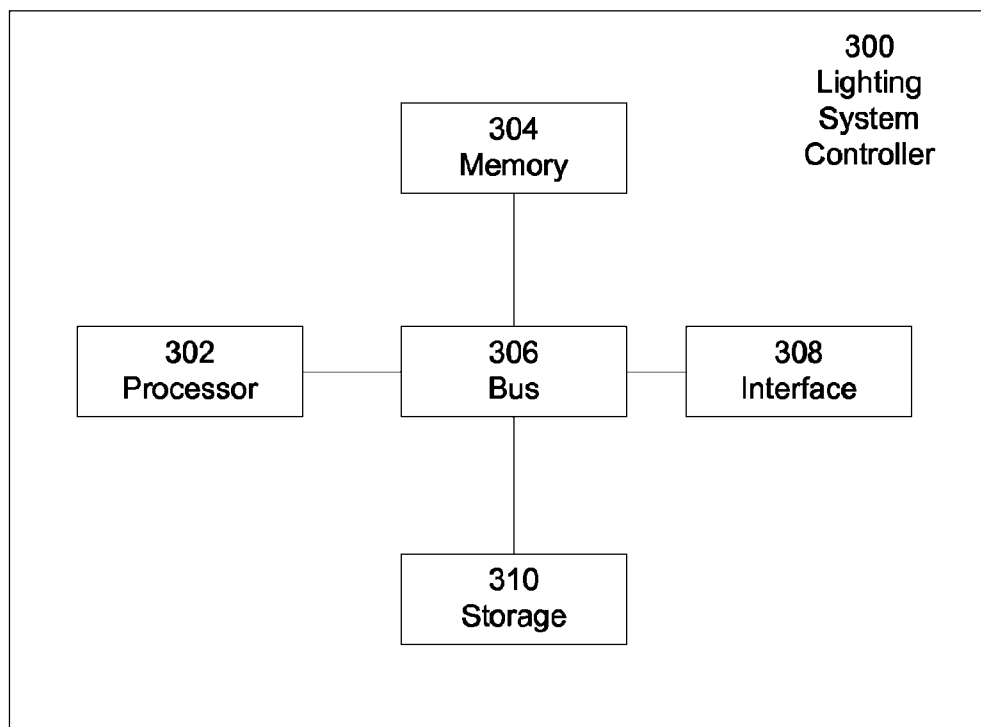 300
Lighting
System
Controller
304
Memory
302
Processor
306
Bus
308
Interface
310
Storage